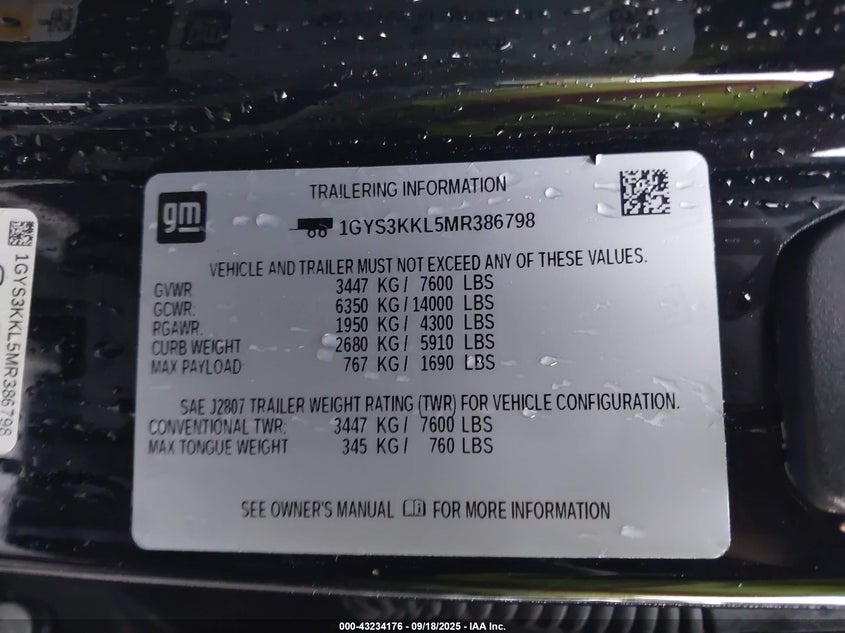 gm
TRAILERING INFORMATION
1GYS3KKL5MR386798
VEHICLE AND TRAILER MUST NOT EXCEED ANY OF THESE VALUES.
GVWR 3447 KG / 7600 LBS
GCWR. 6350 KG / 14000 LBS
RGAWR. 1950 KG / 4300 LBS
CURB WEIGHT 2680 KG / 5910 LBS
MAX PAYLOAD 767 KG / 1690 LBS
SAE J2807 TRAILER WEIGHT RATING (TWR) FOR VEHICLE CONFIGURATION.
CONVENTIONAL TWR: 3447 KG / 7600 LBS
MAX TONGUE WEIGHT 345 KG / 760 LBS
SEE OWNER'S MANUAL FOR MORE INFORMATION
1GYS3KKL5MR386798
000-43234176 - 09/18/2025 - IAA Inc.